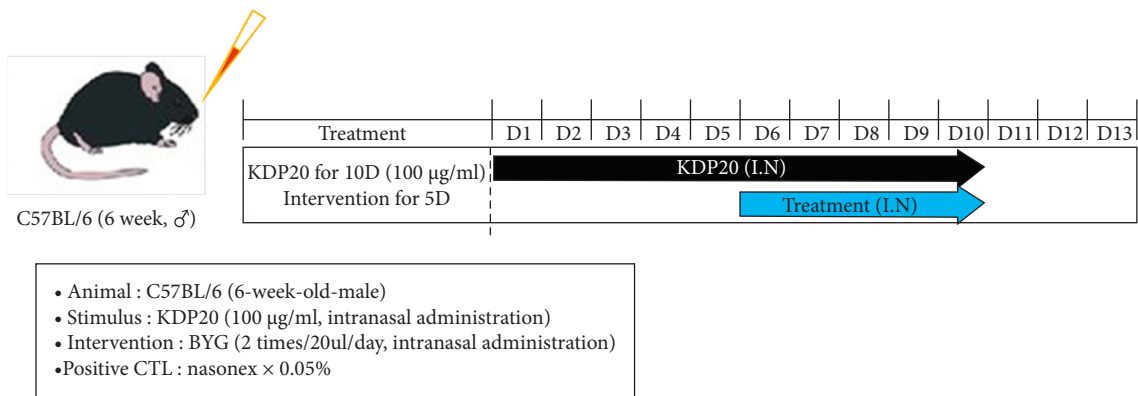 Treatment D1 D2 D3 D4 D5 D6 D7 D8 D9 D10 D11 D12 D13
KDP20 for 10D (100 μg/ml)
Intervention for 5D
KDP20 (I.N)
Treatment (I.N)
C57BL/6 (6 week, ♂)
• Animal : C57BL/6 (6-week-old-male)
• Stimulus : KDP20 (100 μg/ml, intranasal administration)
• Intervention : BYG (2 times/20ul/day, intranasal administration)
•Positive CTL : nasonex × 0.05%